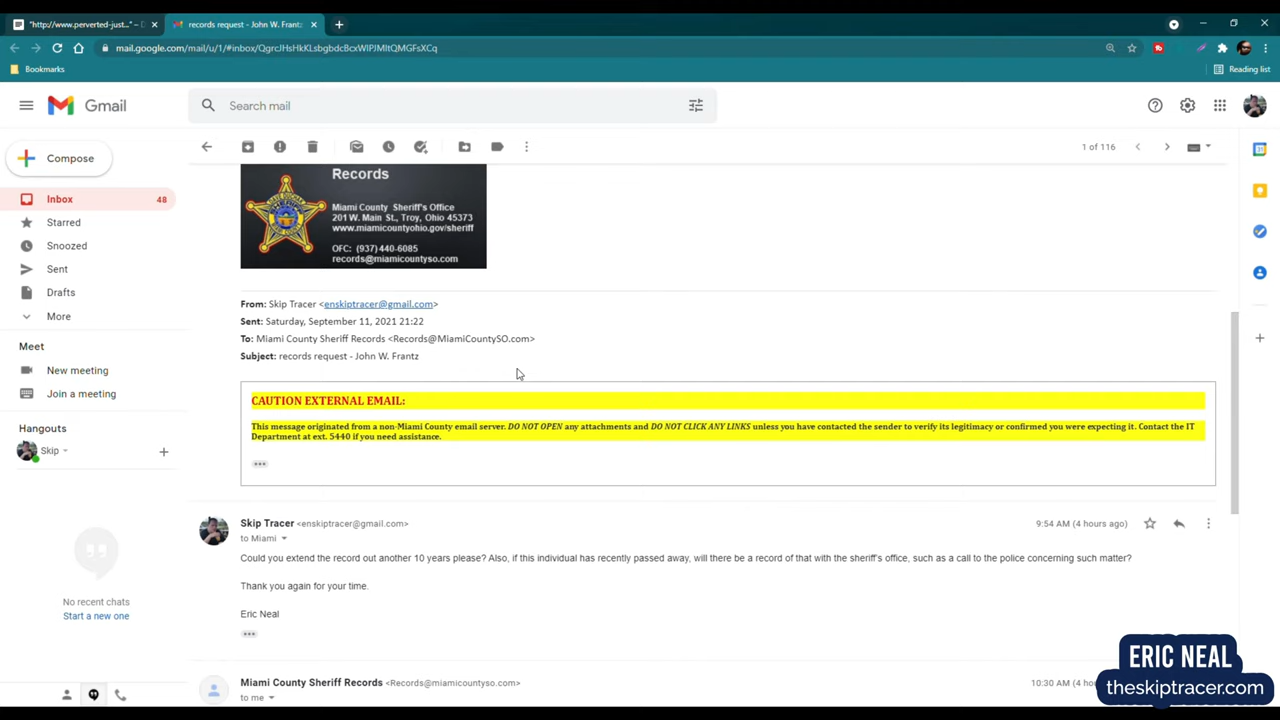 "http://www.perverted-just..." – D
records request - John W. Frantz
mail.google.com/mail/u/1/#inbox/QgrcJHsHkKLsbgbdcBcxWlPJMltQMGFsXCq
Bookmarks
Reading list
Gmail
Search mail
Compose
1 of 116
Inbox 48
Starred
Snoozed
Sent
Drafts
More
Meet
New meeting
Join a meeting
Hangouts
Skip
No recent chats
Start a new one
Records
Miami County Sheriff's Office
201 W. Main St., Troy, Ohio 45373
www.miamicountyohio.gov/sheriff
OFC: (937) 440-6085
records@miamicountyso.com
From: Skip Tracer <enskiptracer@gmail.com>
Sent: Saturday, September 11, 2021 21:22
To: Miami County Sheriff Records <Records@MiamiCountySO.com>
Subject: records request - John W. Frantz
CAUTION EXTERNAL EMAIL:
This message originated from a non-Miami County email server. DO NOT OPEN any attachments and DO NOT CLICK ANY LINKS unless you have contacted the sender to verify its legitimacy or confirmed you were expecting it. Contact the IT
Department at ext. 5440 if you need assistance.
Skip Tracer <enskiptracer@gmail.com>
9:54 AM (4 hours ago)
to Miami
Could you extend the record out another 10 years please? Also, if this individual has recently passed away, will there be a record of that with the sheriff's office, such as a call to the police concerning such matter?
Thank you again for your time.
Eric Neal
Miami County Sheriff Records <Records@miamicountyso.com>
10:30 AM (4 ho
to me
ERIC NEAL
theskiptracer.com